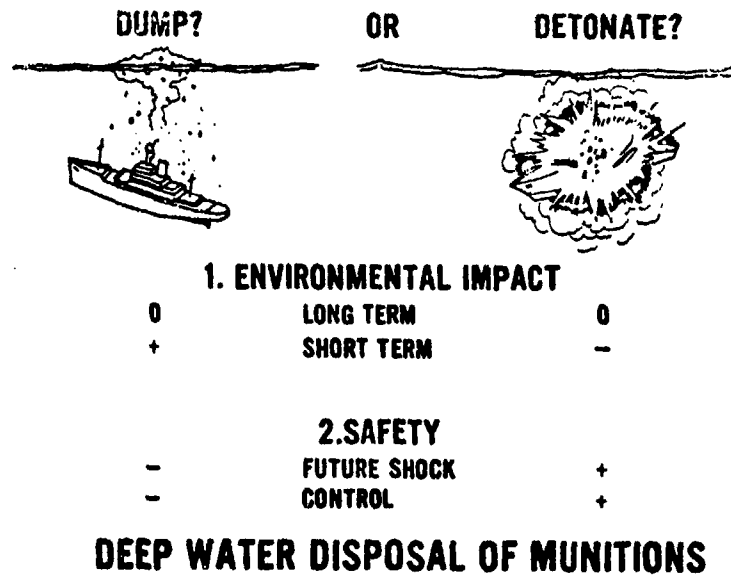 DUMP? OR DETONATE?
1. ENVIRONMENTAL IMPACT
0 LONG TERM 0
+ SHORT TERM –
2.SAFETY
– FUTURE SHOCK +
– CONTROL +
DEEP WATER DISPOSAL OF MUNITIONS